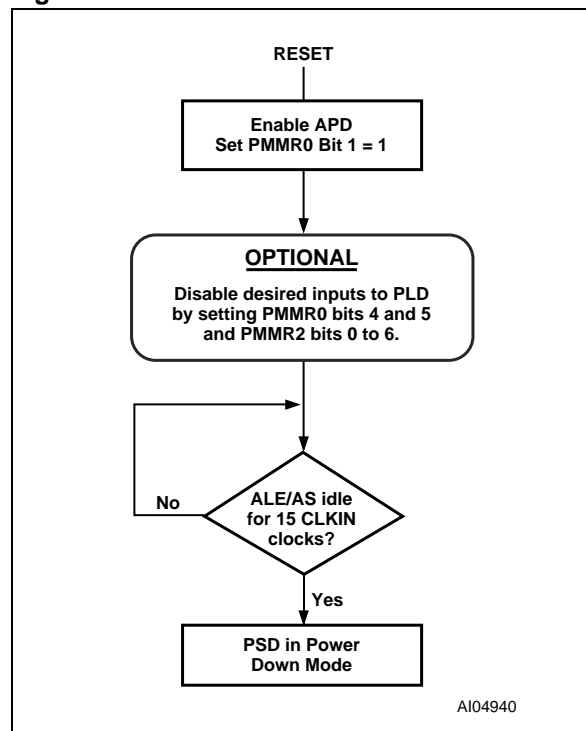 RESET
Enable APD
Set PMMR0 Bit 1 = 1
OPTIONAL
Disable desired inputs to PLD
by setting PMMR0 bits 4 and 5
and PMMR2 bits 0 to 6.
No
ALE/AS idle
for 15 CLKIN
clocks?
Yes
PSD in Power
Down Mode
AI04940